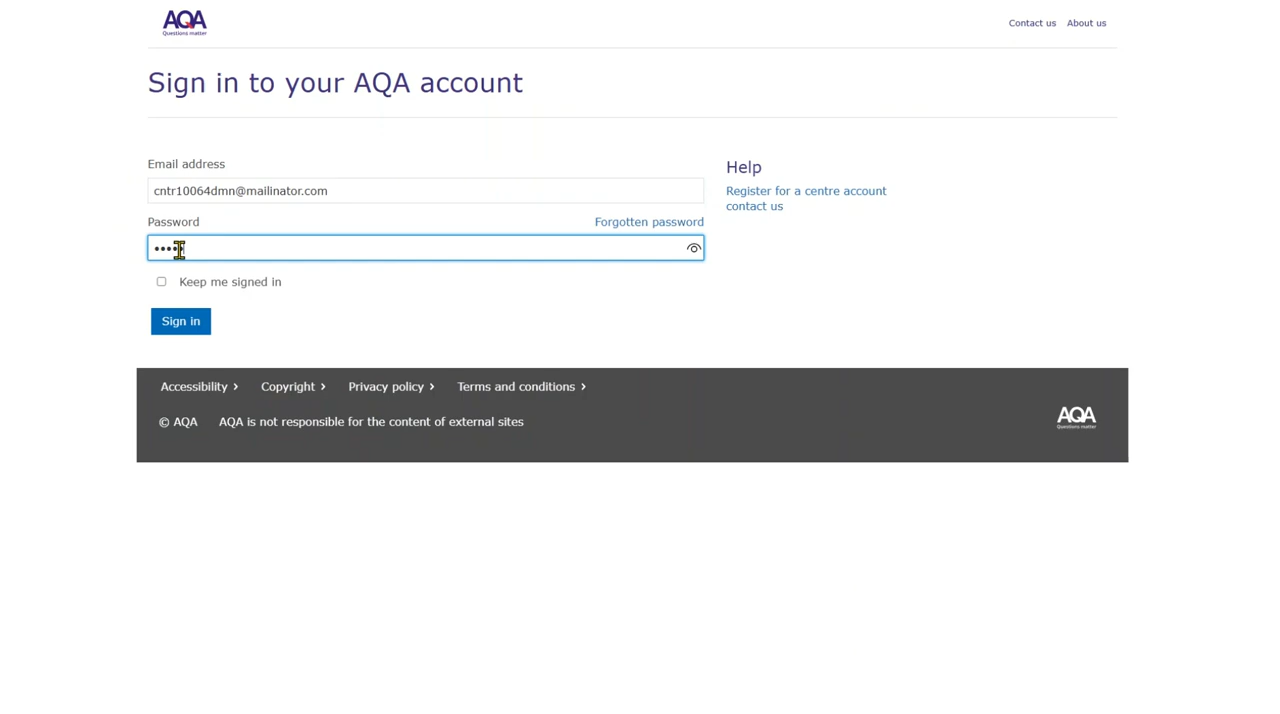 AQA
Questions matter
Contact us About us
Sign in to your AQA account
Email address
cntr10064dmn@mailinator.com
Password Forgotten password
•••••
Keep me signed in
Sign in
Help
Register for a centre account
contact us
Accessibility › Copyright › Privacy policy › Terms and conditions ›
© AQA AQA is not responsible for the content of external sites
AQA
Questions matter